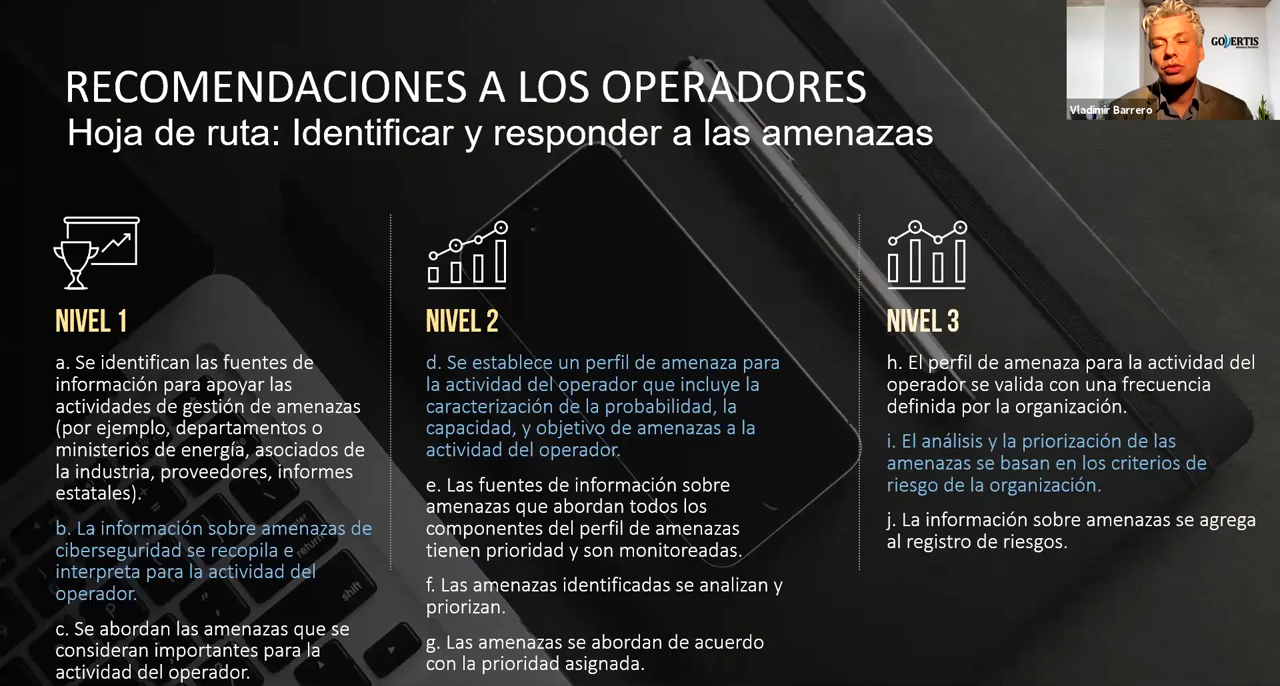 GOVERTIS
Vladimir Barrero
RECOMENDACIONES A LOS OPERADORES
Hoja de ruta: Identificar y responder a las amenazas
NIVEL 1
a. Se identifican las fuentes de
información para apoyar las
actividades de gestión de amenazas
(por ejemplo, departamentos o
ministerios de energía, asociados de
la industria, proveedores, informes
estatales).
b. La información sobre amenazas de
ciberseguridad se recopila e
interpreta para la actividad del
operador.
c. Se abordan las amenazas que se
consideran importantes para la
actividad del operador.
NIVEL 2
d. Se establece un perfil de amenaza para
la actividad del operador que incluye la
caracterización de la probabilidad, la
capacidad, y objetivo de amenazas a la
actividad del operador.
e. Las fuentes de información sobre
amenazas que abordan todos los
componentes del perfil de amenazas
tienen prioridad y son monitoreadas.
f. Las amenazas identificadas se analizan y
priorizan.
g. Las amenazas se abordan de acuerdo
con la prioridad asignada.
NIVEL 3
h. El perfil de amenaza para la actividad del
operador se valida con una frecuencia
definida por la organización.
i. El análisis y la priorización de las
amenazas se basan en los criterios de
riesgo de la organización.
j. La información sobre amenazas se agrega
al registro de riesgos.
return
shift